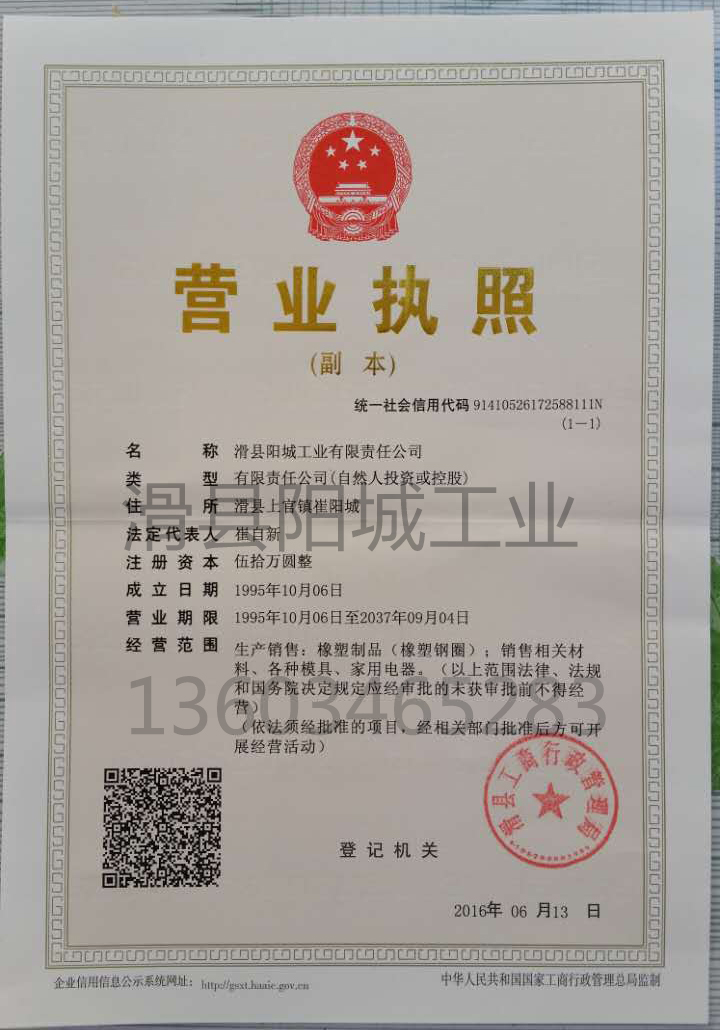 营业执照
(副 本)
统一社会信用代码 91410526172588111N
(1-1)
名 称 滑县阳城工业有限责任公司
类 型 有限责任公司(自然人投资或控股)
住 所 滑县上官镇崔阳城
法定代表人 崔自新
注册资本 伍拾万圆整
成立日期 1995年10月06日
营业期限 1995年10月06日至2037年09月04日
经营范围 生产销售：橡塑制品（橡塑钢圈）；销售相关材
料、各种模具、家用电器。（以上范围法律、法规
和国务院决定规定应经审批的未获审批前不得经
营）
（依法须经批准的项目，经相关部门批准后方可开
展经营活动）
滑县阳城工业
13603465283
滑县工商行政管理局
登记机关
2016年 06 月13 日
企业信用信息公示系统网址： http://gsxt.haaic.gov.cn
中华人民共和国国家工商行政管理总局监制